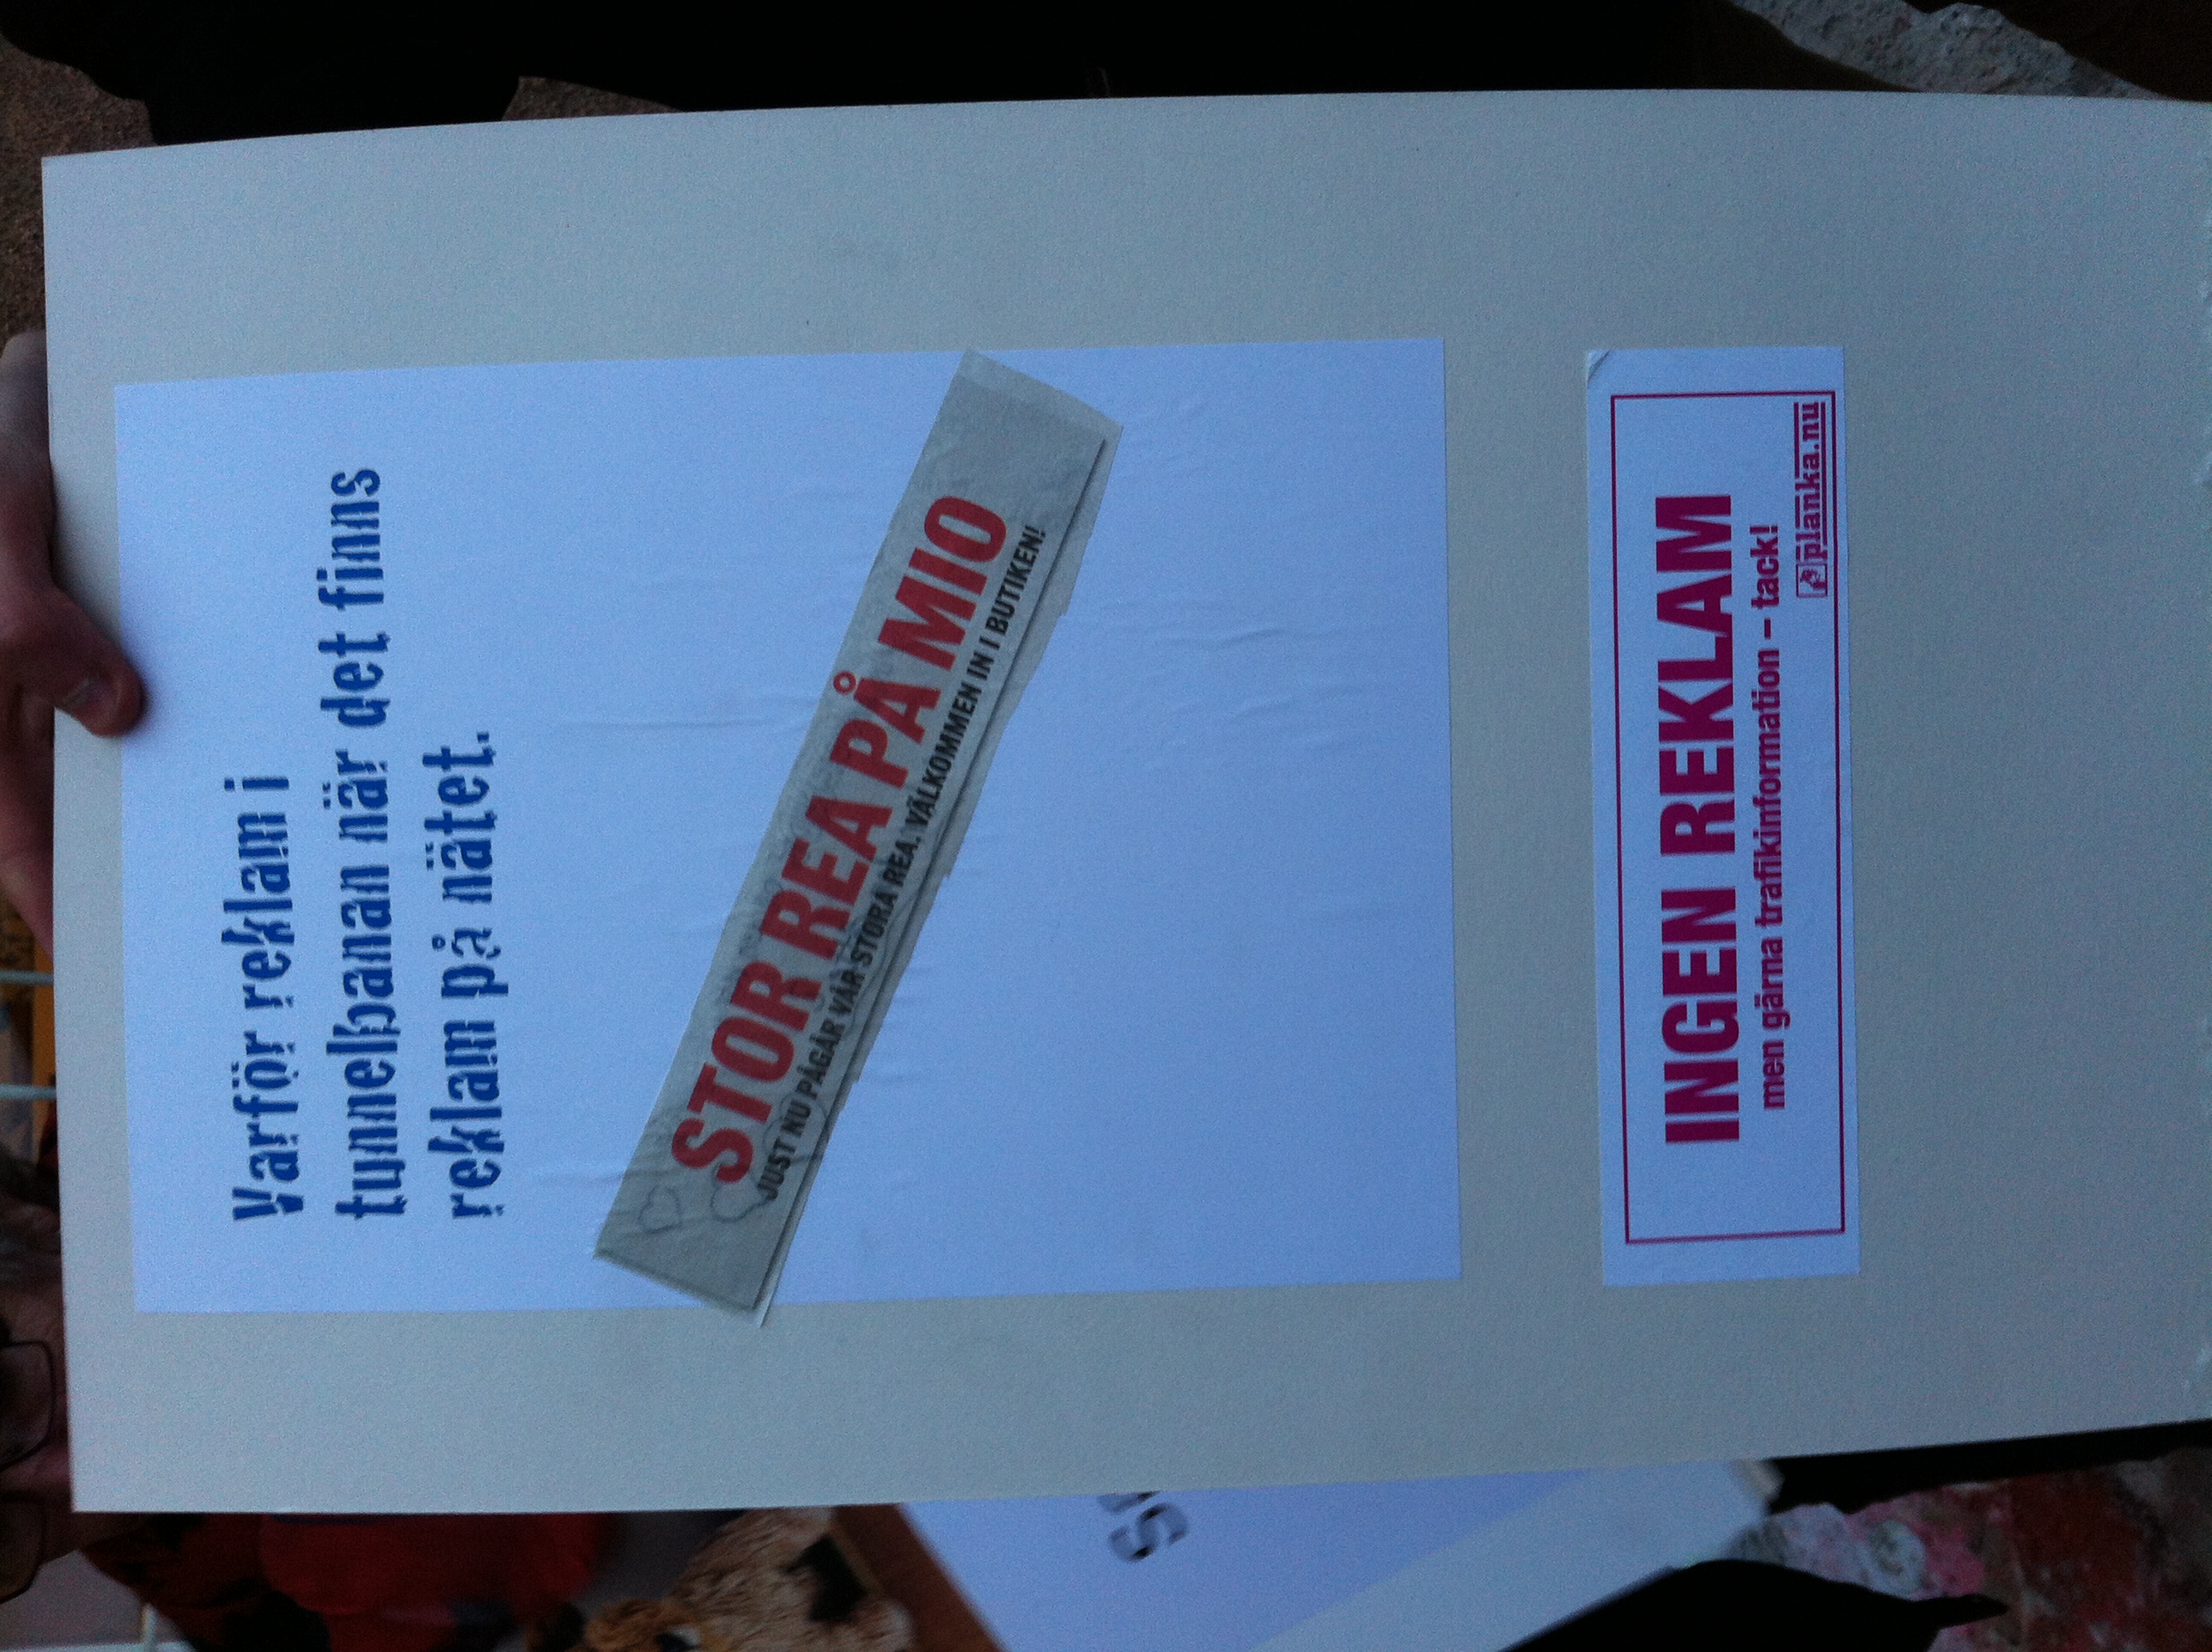 Varför reklam i
tunnelbanan när det finns
reklam på nätet.
STOR REA PÅ MIO
JUST NU PÅGÅR VÅR STORA REA. VÄLKOMMEN IN I BUTIKEN!
INGEN REKLAM
men gärna trafikinformation – tack!
planka.nu